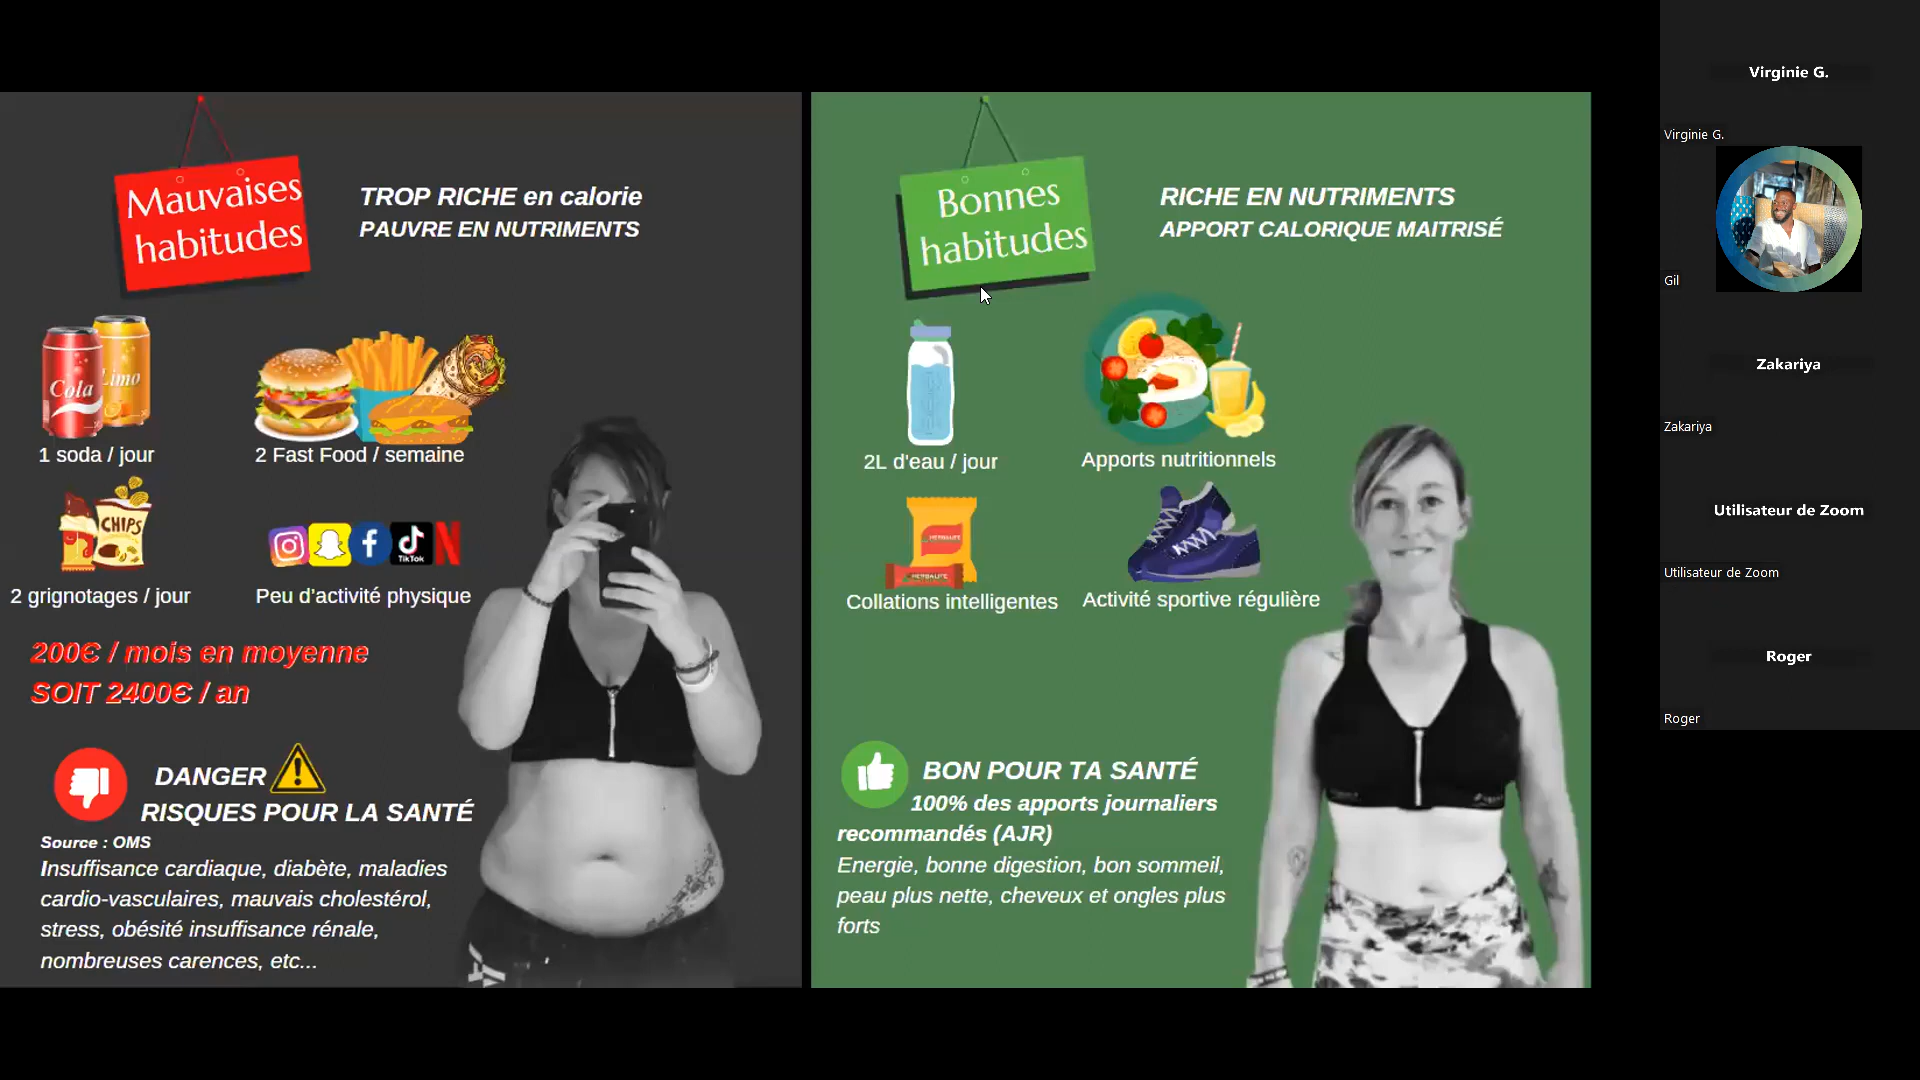 Mauvaises
habitudes
TROP RICHE en calorie
PAUVRE EN NUTRIMENTS
Cola
Limo
1 soda / jour
2 Fast Food / semaine
CHIPS
TikTok
2 grignotages / jour
Peu d'activité physique
200€ / mois en moyenne
SOIT 2400€ / an
DANGER
RISQUES POUR LA SANTÉ
Source : OMS
Insuffisance cardiaque, diabète, maladies
cardio-vasculaires, mauvais cholestérol,
stress, obésité insuffisance rénale,
nombreuses carences, etc...
Bonnes
habitudes
RICHE EN NUTRIMENTS
APPORT CALORIQUE MAITRISÉ
2L d'eau / jour
Apports nutritionnels
HERBALIFE
HERBALIFE
Collations intelligentes
Activité sportive régulière
BON POUR TA SANTÉ
100% des apports journaliers
recommandés (AJR)
Energie, bonne digestion, bon sommeil,
peau plus nette, cheveux et ongles plus
forts
Virginie G.
Virginie G.
Gil
Zakariya
Zakariya
Utilisateur de Zoom
Utilisateur de Zoom
Roger
Roger